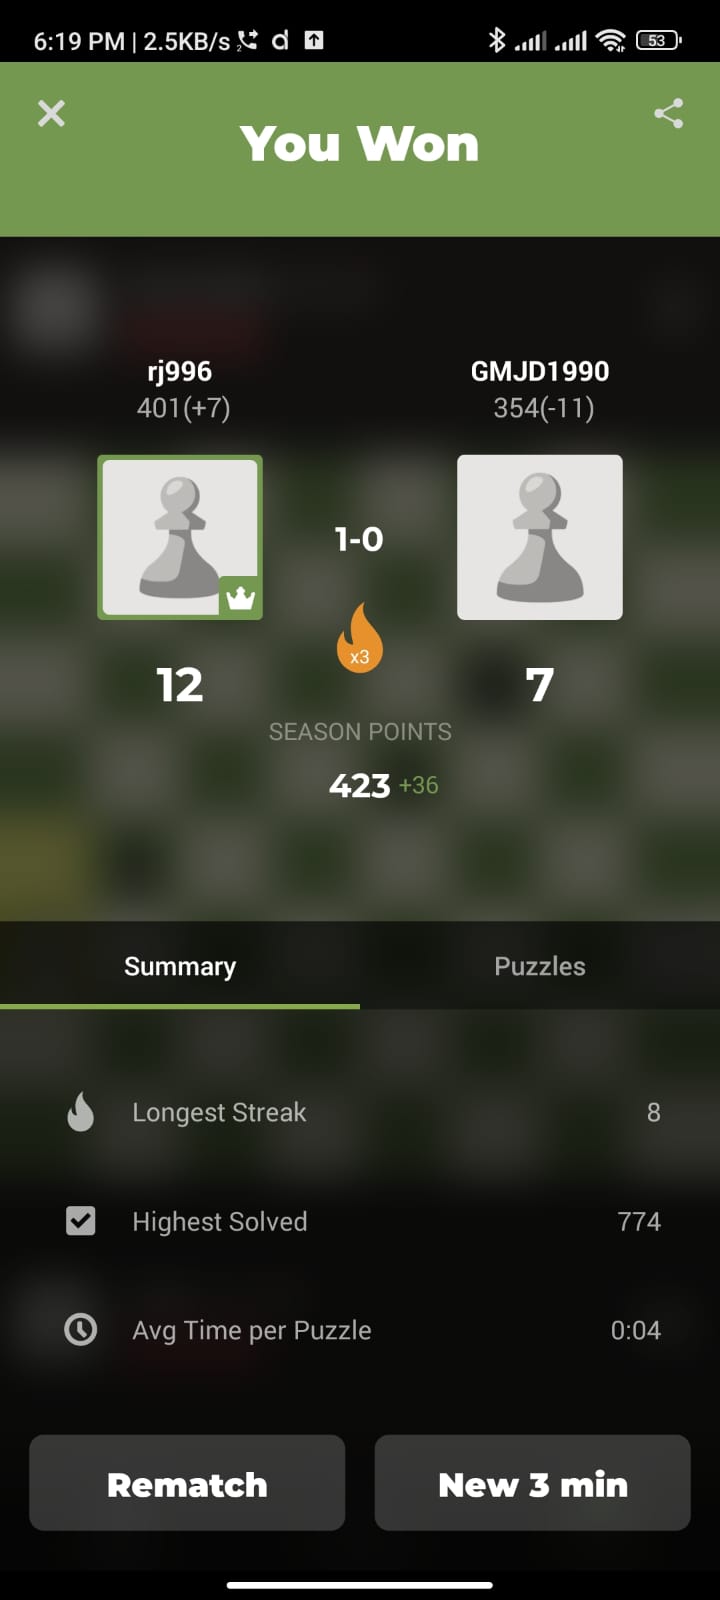 6:19 PM | 2.5KB/s 2 d 53
You Won
rj996 GMJD1990
401(+7) 354(-11)
1-0
x3
12 7
SEASON POINTS
423 +36
Summary Puzzles
Longest Streak 8
Highest Solved 774
Avg Time per Puzzle 0:04
Rematch New 3 min